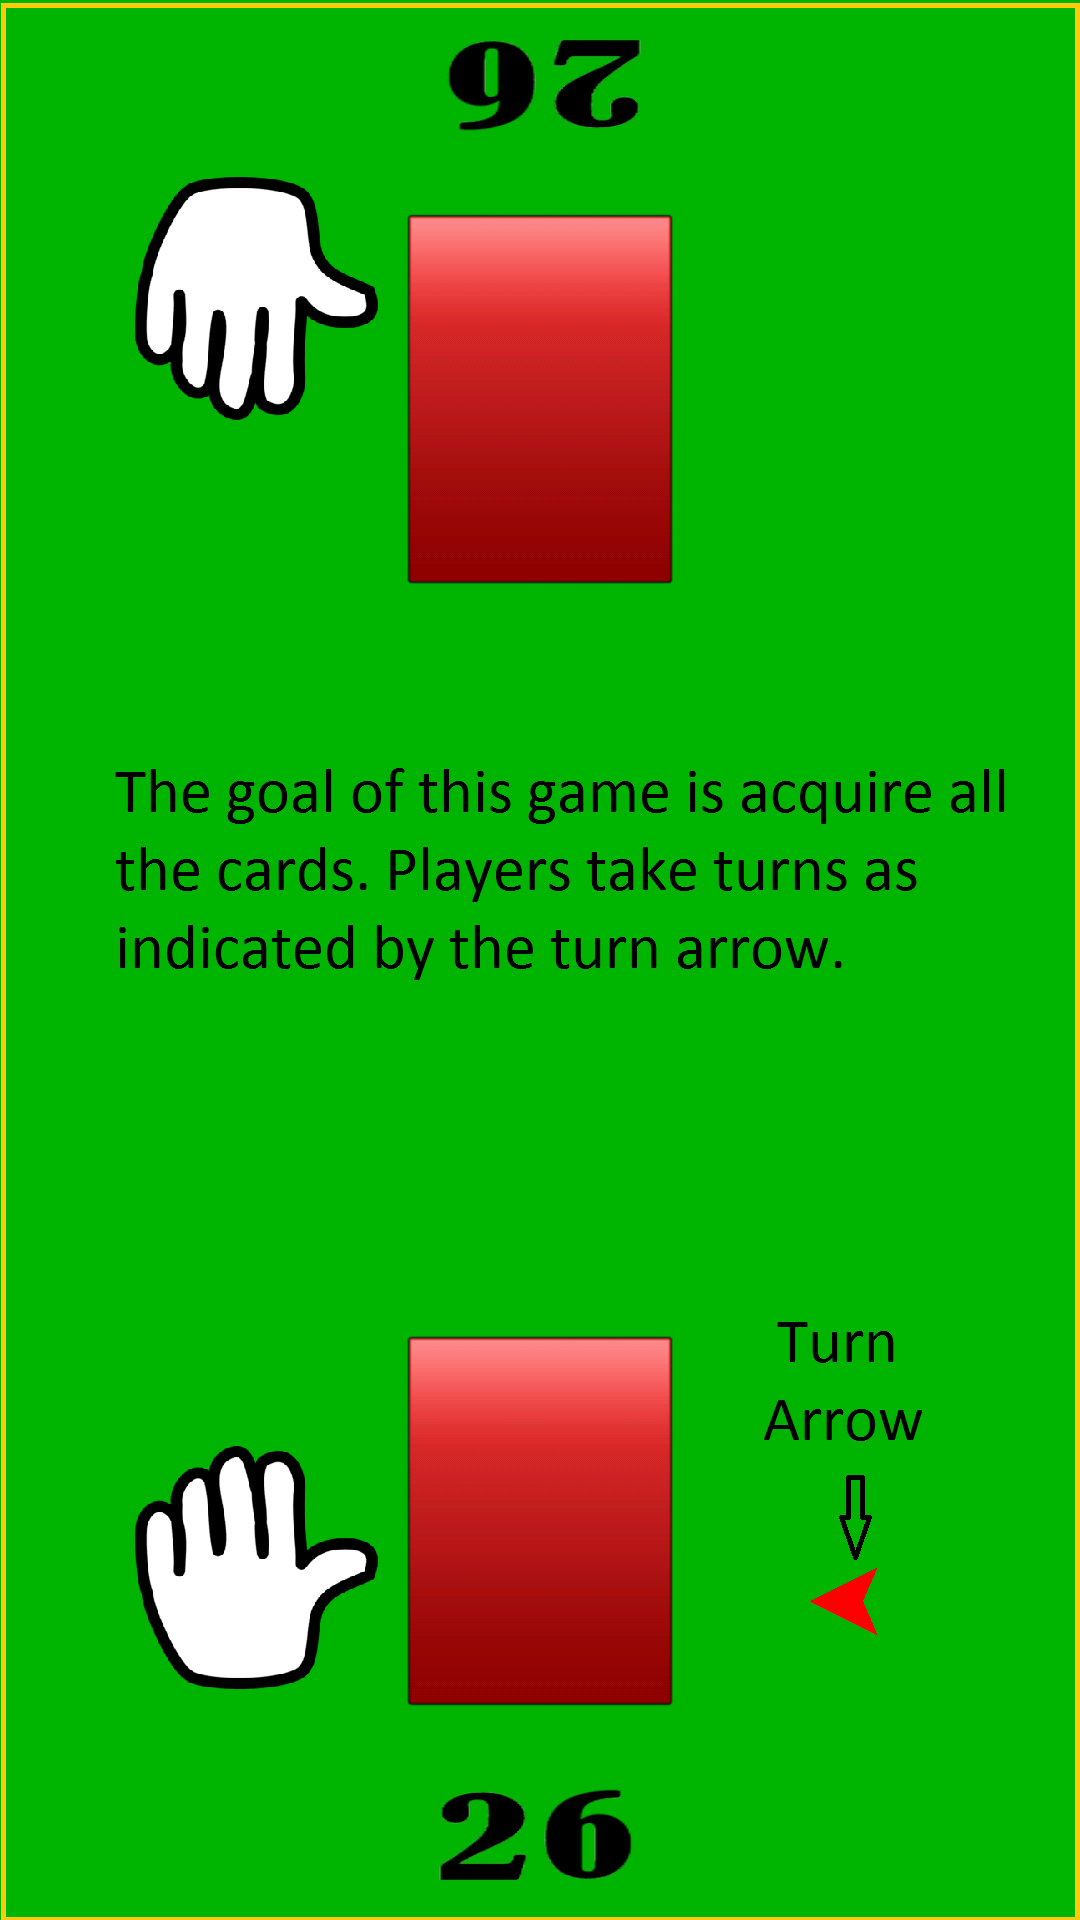 26
The goal of this game is acquire all
the cards. Players take turns as
indicated by the turn arrow.
Turn
Arrow
26